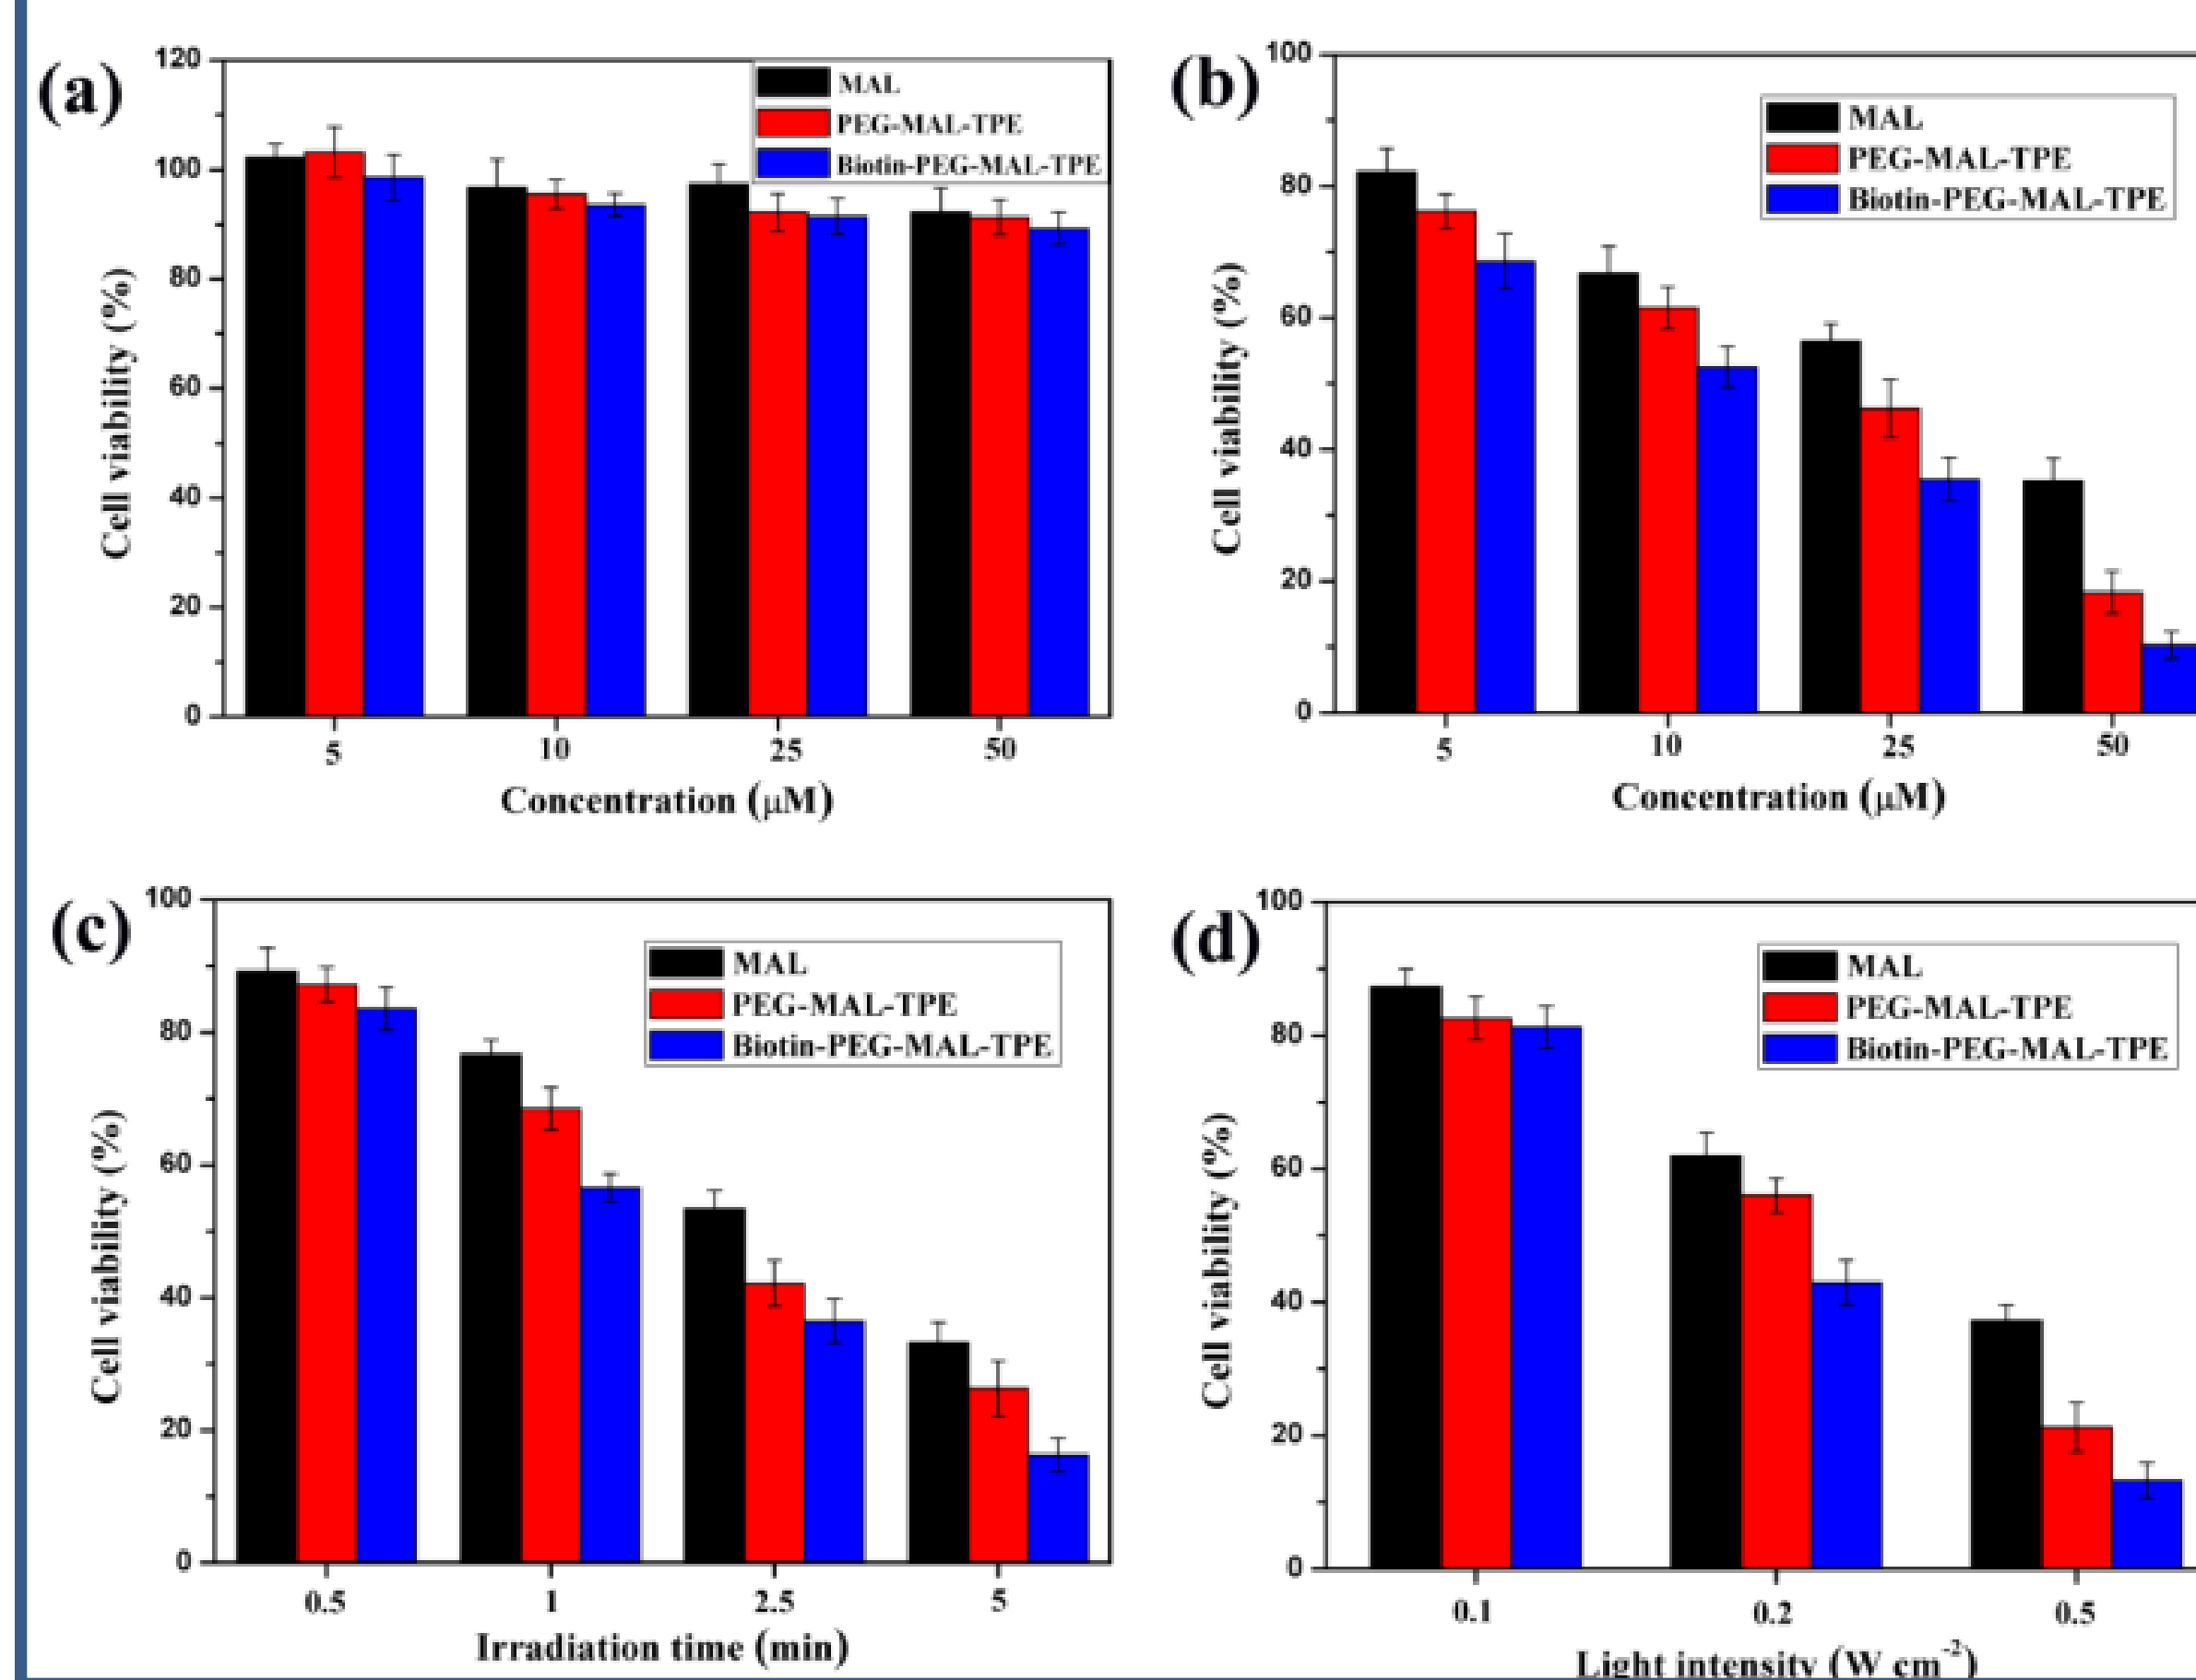 (a)
120
100
80
60
40
20
0
Cell viability (%)
MAL
PEG-MAL-TPE
Biotin-PEG-MAL-TPE
5 10 25 50
Concentration (μM)
(b)
100
80
60
40
20
0
Cell viability (%)
MAL
PEG-MAL-TPE
Biotin-PEG-MAL-TPE
5 10 25 50
Concentration (μM)
(c)
100
80
60
40
20
0
Cell viability (%)
MAL
PEG-MAL-TPE
Biotin-PEG-MAL-TPE
0.5 1 2.5 5
Irradiation time (min)
(d)
100
80
60
40
20
0
Cell viability (%)
MAL
PEG-MAL-TPE
Biotin-PEG-MAL-TPE
0.1 0.2 0.5
Light intensity (W cm⁻²)